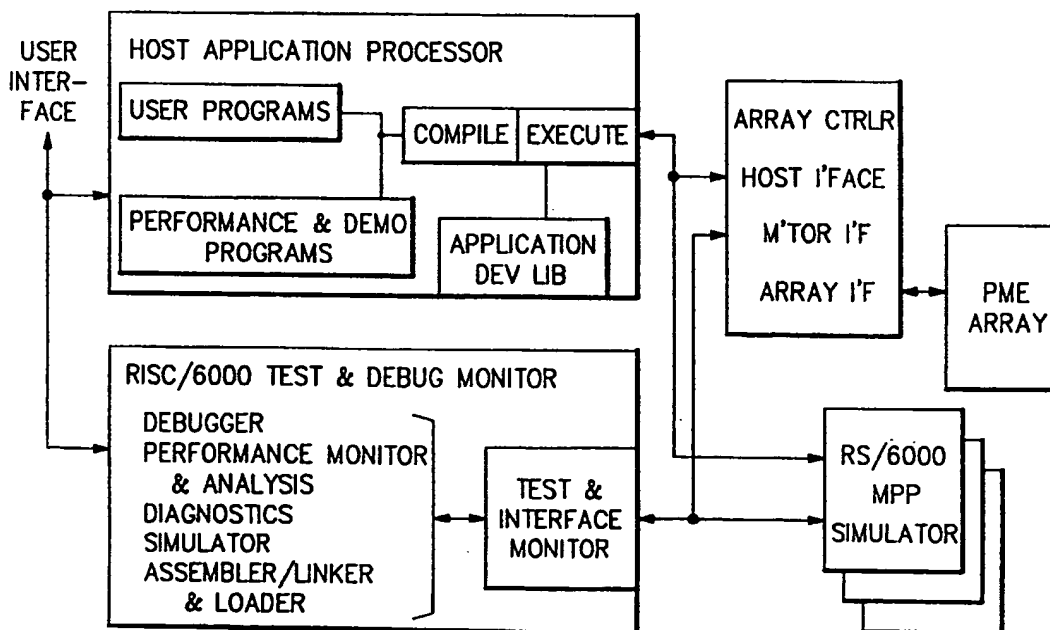 USER
INTER-
FACE
HOST APPLICATION PROCESSOR
USER PROGRAMS
COMPILE
EXECUTE
PERFORMANCE & DEMO
PROGRAMS
APPLICATION
DEV LIB
ARRAY CTRLR
HOST I'FACE
M'TOR I'F
ARRAY I'F
PME
ARRAY
RISC/6000 TEST & DEBUG MONITOR
DEBUGGER
PERFORMANCE MONITOR
& ANALYSIS
DIAGNOSTICS
SIMULATOR
ASSEMBLER/LINKER
& LOADER
TEST &
INTERFACE
MONITOR
RS/6000
MPP
SIMULATOR